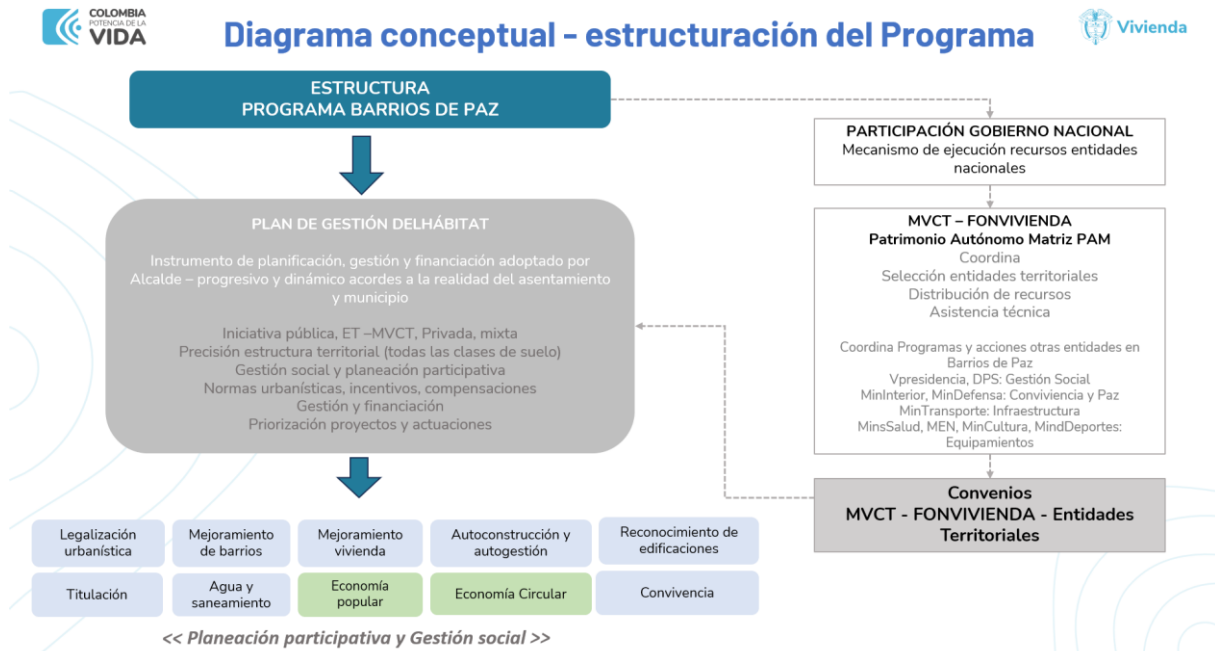 COLOMBIA
POTENCIA DE LA
VIDA
Diagrama conceptual - estructuración del Programa
Vivienda
ESTRUCTURA
PROGRAMA BARRIOS DE PAZ
PARTICIPACIÓN GOBIERNO NACIONAL
Mecanismo de ejecución recursos entidades
nacionales
PLAN DE GESTIÓN DELHÁBITAT
Instrumento de planificación, gestión y financiación adoptado por
Alcalde – progresivo y dinámico acordes a la realidad del asentamiento
y municipio
Iniciativa pública, ET –MVCT, Privada, mixta
Precisión estructura territorial (todas las clases de suelo)
Gestión social y planeación participativa
Normas urbanísticas, incentivos, compensaciones
Gestión y financiación
Priorización proyectos y actuaciones
MVCT – FONVIVIENDA
Patrimonio Autónomo Matriz PAM
Coordina
Selección entidades territoriales
Distribución de recursos
Asistencia técnica
Coordina Programas y acciones otras entidades en
Barrios de Paz
Vpresidencia, DPS: Gestión Social
MinInterior, MinDefensa: Conviviencia y Paz
MinTransporte: Infraestructura
MinsSalud, MEN, MinCultura, MindDeportes:
Equipamientos
Convenios
MVCT - FONVIVIENDA - Entidades
Territoriales
Legalización
urbanística
Mejoramiento
de barrios
Mejoramiento
vivienda
Autoconstrucción y
autogestión
Reconocimiento de
edificaciones
Titulación
Agua y
saneamiento
Economía
popular
Economía Circular
Convivencia
<< Planeación participativa y Gestión social >>